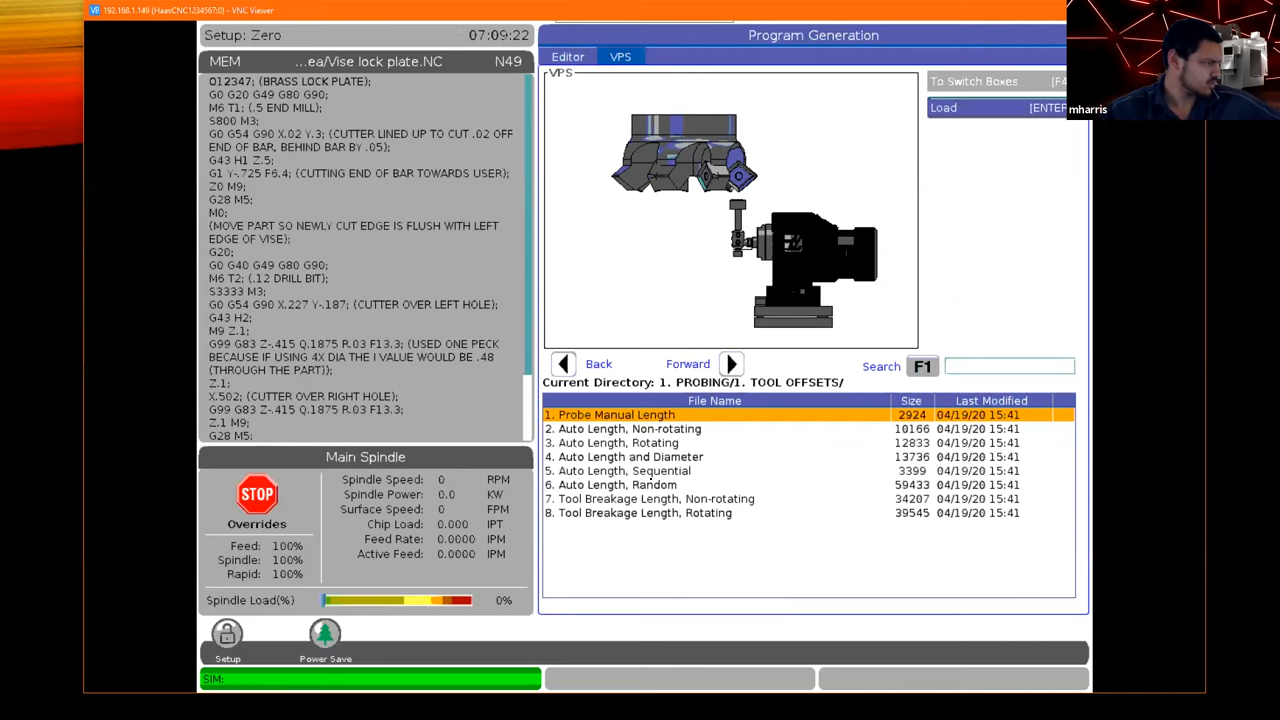 192.168.1.149 (HaasCNC1234567:0) - VNC Viewer
Setup: Zero 07:09:22
MEM ...ea/Vise lock plate.NC N49
O12347; (BRASS LOCK PLATE);
G0 G20 G49 G80 G90;
M6 T1; (.5 END MILL);
S800 M3;
G0 G54 G90 X.02 Y.3; (CUTTER LINED UP TO CUT .02 OFF
END OF BAR, BEHIND BAR BY .05);
G43 H1 Z.5;
G1 Y-.725 F6.4; (CUTTING END OF BAR TOWARDS USER);
Z0 M9;
G28 M5;
M0;
(MOVE PART SO NEWLY CUT EDGE IS FLUSH WITH LEFT
EDGE OF VISE);
G20;
G0 G40 G49 G80 G90;
M6 T2; (.12 DRILL BIT);
S3333 M3;
G0 G54 G90 X.227 Y-.187; (CUTTER OVER LEFT HOLE);
G43 H2;
M9 Z.1;
G99 G83 Z-.415 Q.1875 R.03 F13.3; (USED ONE PECK
BECAUSE IF USING 4X DIA THE I VALUE WOULD BE .48
(THROUGH THE PART));
Z.1;
X.502; (CUTTER OVER RIGHT HOLE);
G99 G83 Z-.415 Q.1875 R.03 F13.3;
Z.1 M9;
G28 M5;
Main Spindle
STOP
Overrides
Feed: 100%
Spindle: 100%
Rapid: 100%
Spindle Speed: 0 RPM
Spindle Power: 0.0 KW
Surface Speed: 0 FPM
Chip Load: 0.000 IPT
Feed Rate: 0.0000 IPM
Active Feed: 0.0000 IPM
Spindle Load(%) 0%
Setup Power Save
SIM:
Program Generation
Editor VPS
VPS
To Switch Boxes [F4
Load [ENTER
mharris
Back Forward Search F1
Current Directory: 1. PROBING/1. TOOL OFFSETS/
File Name Size Last Modified
1. Probe Manual Length 2924 04/19/20 15:41
2. Auto Length, Non-rotating 10166 04/19/20 15:41
3. Auto Length, Rotating 12833 04/19/20 15:41
4. Auto Length and Diameter 13736 04/19/20 15:41
5. Auto Length, Sequential 3399 04/19/20 15:41
6. Auto Length, Random 59433 04/19/20 15:41
7. Tool Breakage Length, Non-rotating 34207 04/19/20 15:41
8. Tool Breakage Length, Rotating 39545 04/19/20 15:41